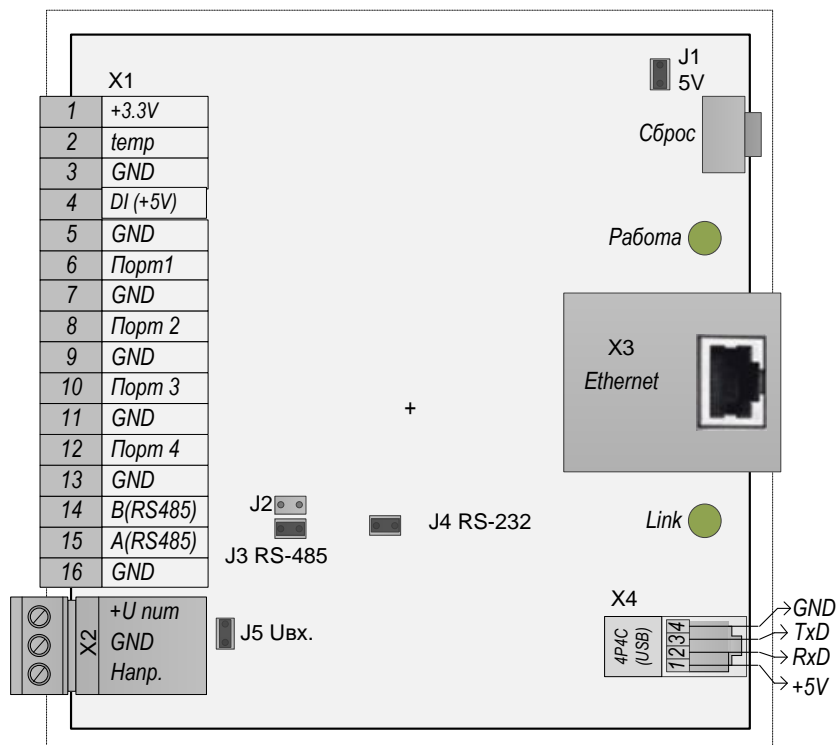 X1
J1
5V
1 +3.3V
2 temp
3 GND
4 DI (+5V)
5 GND
6 Порт1
7 GND
8 Порт 2
9 GND
10 Порт 3
11 GND
12 Порт 4
13 GND
14 B(RS485)
15 A(RS485)
16 GND
Сброс
Работа
X3
Ethernet
+
J2
J3 RS-485
J4 RS-232
Link
X2
+U пит
GND
Напр.
J5 Uвх.
X4
4P4C
(USB)
1234
GND
TxD
RxD
+5V